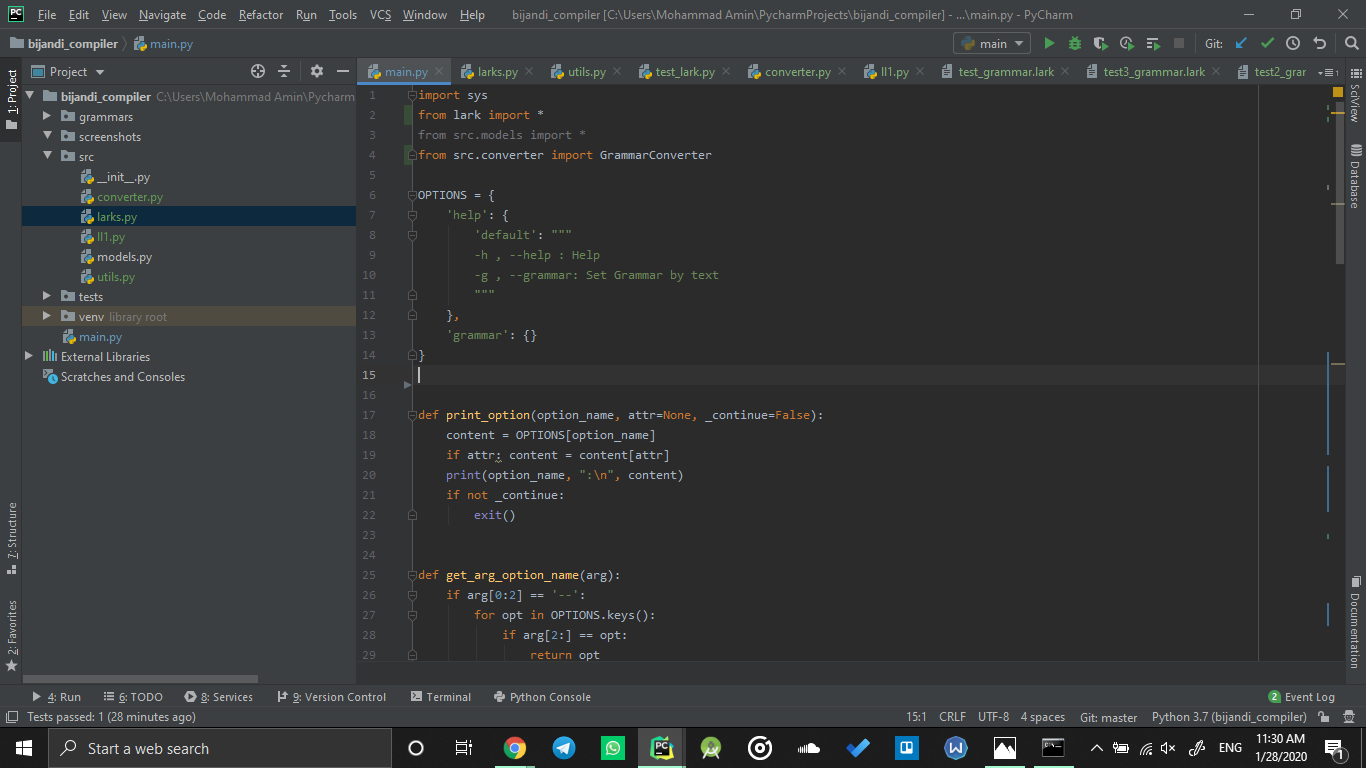 PC File Edit View Navigate Code Refactor Run Tools VCS Window Help bijandi_compiler [C:\Users\Mohammad Amin\PycharmProjects\bijandi_compiler] - ...\main.py - PyCharm
bijandi_compiler main.py main Git:
1: Project
Project
main.py larks.py utils.py test_lark.py converter.py ll1.py test_grammar.lark test3_grammar.lark test2_grar
bijandi_compiler C:\Users\Mohammad Amin\Pycharm
grammars
screenshots
src
__init__.py
converter.py
larks.py
ll1.py
models.py
utils.py
tests
venv library root
main.py
External Libraries
Scratches and Consoles
7: Structure
2: Favorites
1 import sys
2 from lark import *
3 from src.models import *
4 from src.converter import GrammarConverter
5
6 OPTIONS = {
7 'help': {
8 'default': """
9 -h , --help : Help
10 -g , --grammar: Set Grammar by text
11 """
12 },
13 'grammar': {}
14 }
15
16
17 def print_option(option_name, attr=None, _continue=False):
18 content = OPTIONS[option_name]
19 if attr: content = content[attr]
20 print(option_name, ":\n", content)
21 if not _continue:
22 exit()
23
24
25 def get_arg_option_name(arg):
26 if arg[0:2] == '--':
27 for opt in OPTIONS.keys():
28 if arg[2:] == opt:
29 return opt
SciView
Database
Documentation
4: Run 6: TODO 8: Services 9: Version Control Terminal Python Console 2 Event Log
Tests passed: 1 (28 minutes ago) 15:1 CRLF UTF-8 4 spaces Git: master Python 3.7 (bijandi_compiler)
Start a web search PC W ENG 11:30 AM
1/28/2020 1